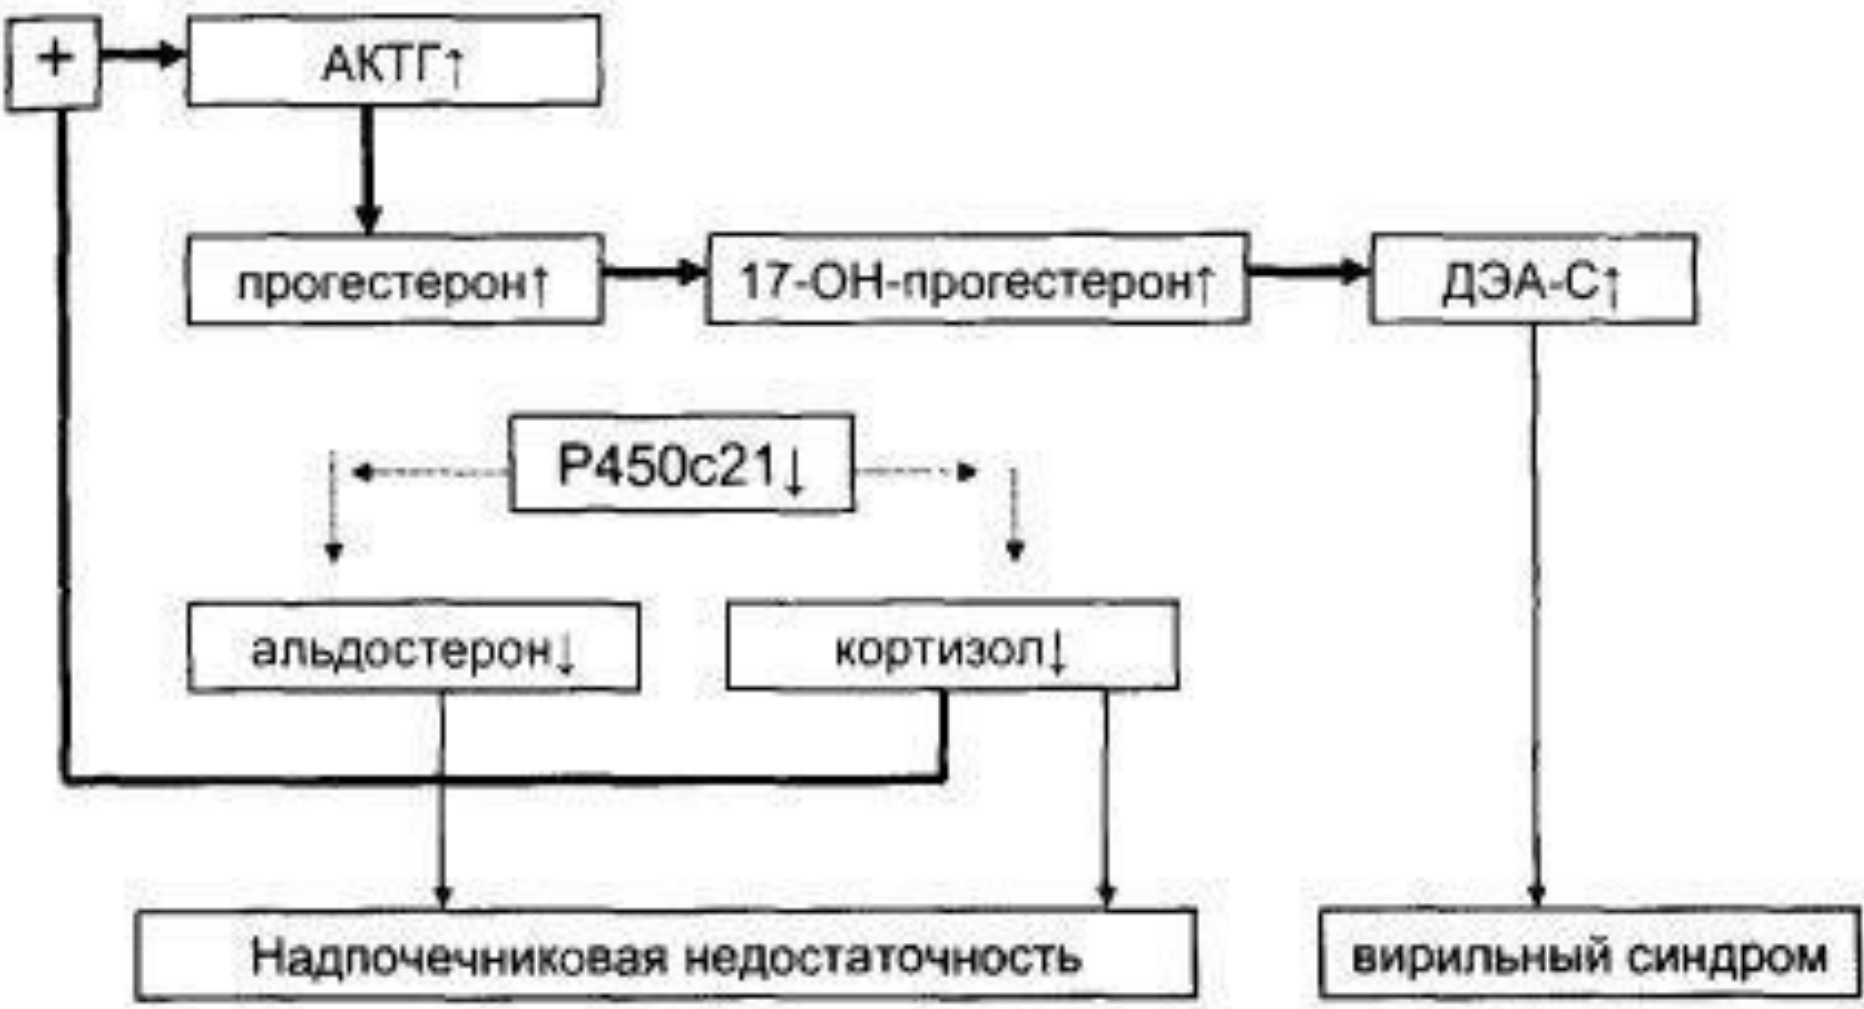 +
АКТГ↑
прогестерон↑
17-ОН-прогестерон↑
ДЭА-С↑
Р450с21↓
альдостерон↓
кортизол↓
Надпочечниковая недостаточность
вирильный синдром